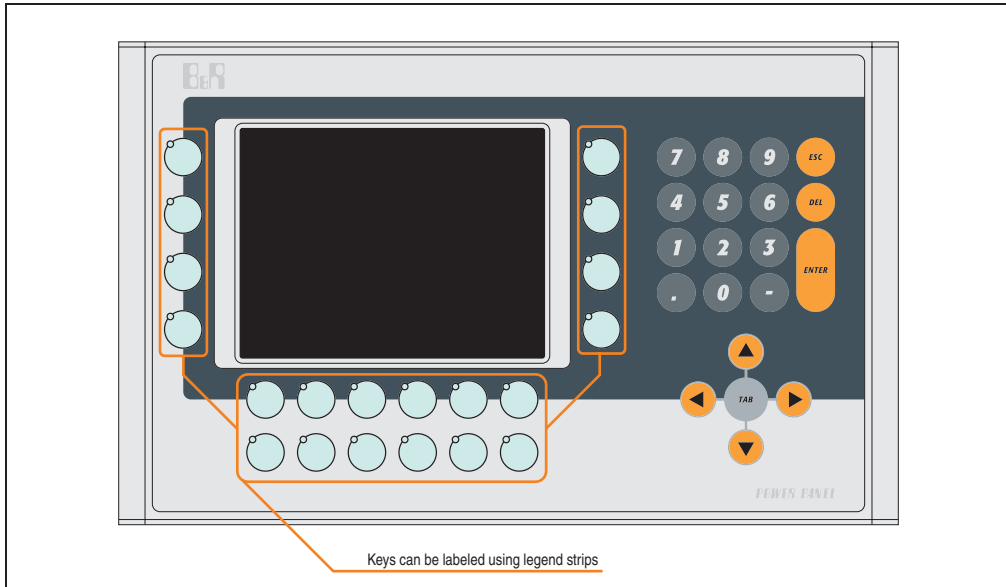 B&R
7 8 9 ESC
4 5 6 DEL
1 2 3 ENTER
. 0 -
TAB
POWER PANEL
Keys can be labeled using legend strips